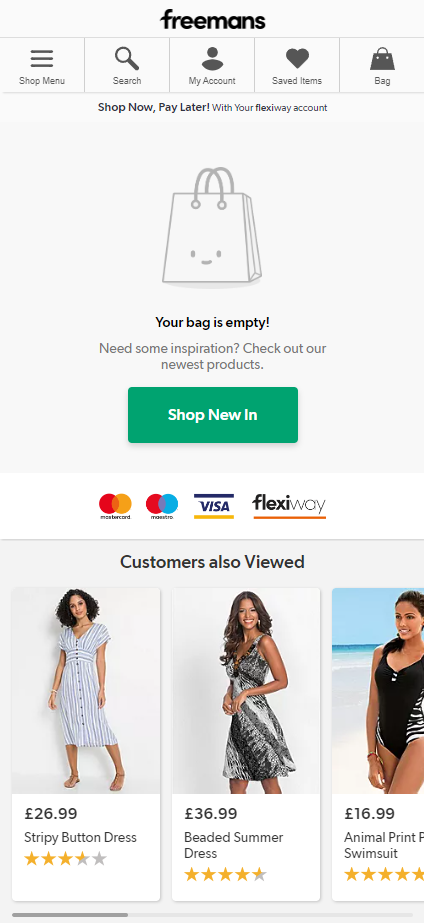 freemans
Shop Menu
Search
My Account
Saved Items
Bag
Shop Now, Pay Later! With Your flexiway account
Your bag is empty!
Need some inspiration? Check out our
newest products.
Shop New In
mastercard
maestro
VISA
flexiway
Customers also Viewed
£26.99
Stripy Button Dress
£36.99
Beaded Summer
Dress
£16.99
Animal Print
Swimsuit